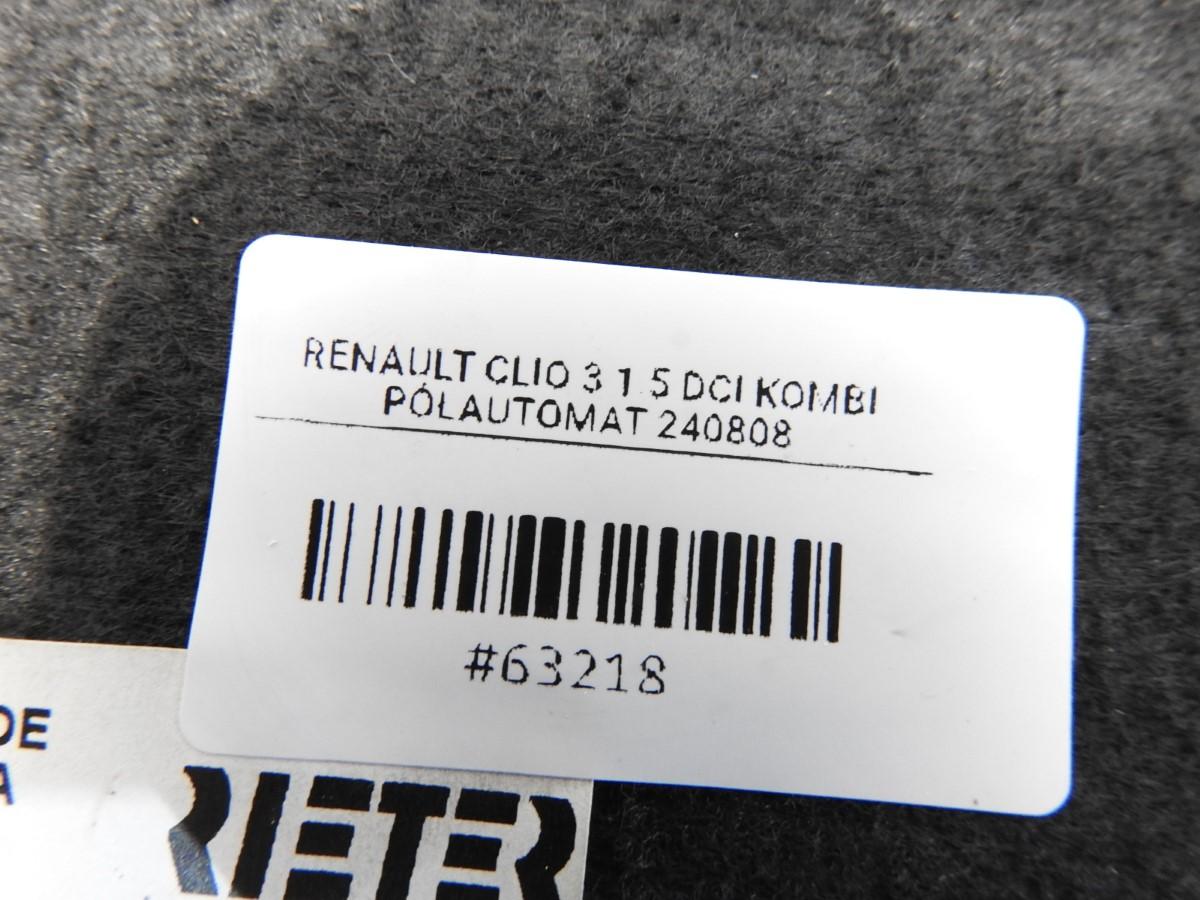 RENAULT CLIO 3 1.5 DCI KOMBI
PÓŁAUTOMAT 240808
#63218
DE
A
RIETER